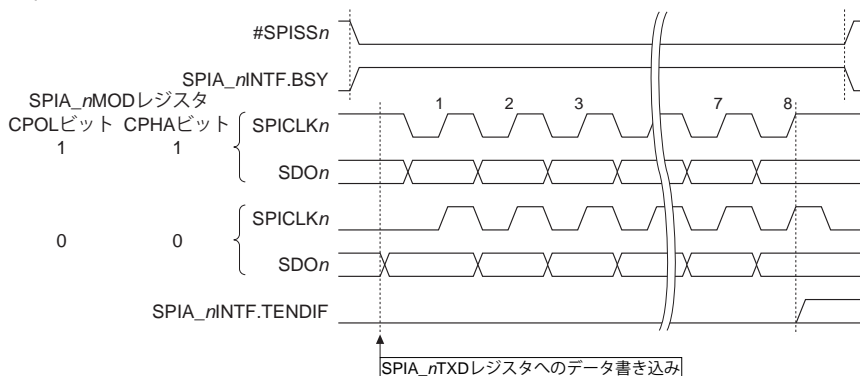 #SPISSn
SPIA_nINTF.BSY
SPIA_nMODレジスタ
CPOLビット CPHAビット
1 2 3 7 8
1 1
SPICLKn
SDOn
0 0
SPICLKn
SDOn
SPIA_nINTF.TENDIF
SPIA_nTXDレジスタへのデータ書き込み